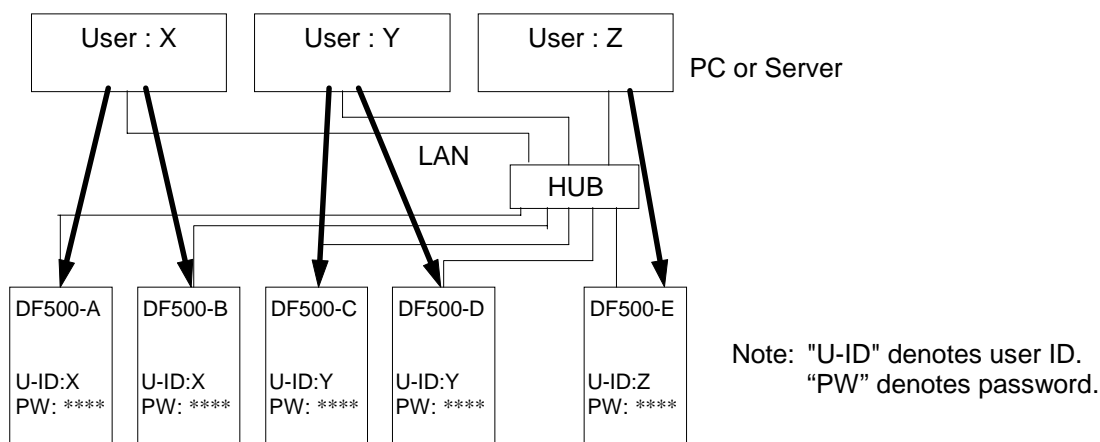 User : X
User : Y
User : Z
PC or Server
LAN
HUB
DF500-A
DF500-B
DF500-C
DF500-D
DF500-E
U-ID:X
PW: ****
U-ID:X
PW: ****
U-ID:Y
PW: ****
U-ID:Y
PW: ****
U-ID:Z
PW: ****
Note: "U-ID" denotes user ID.
“PW” denotes password.